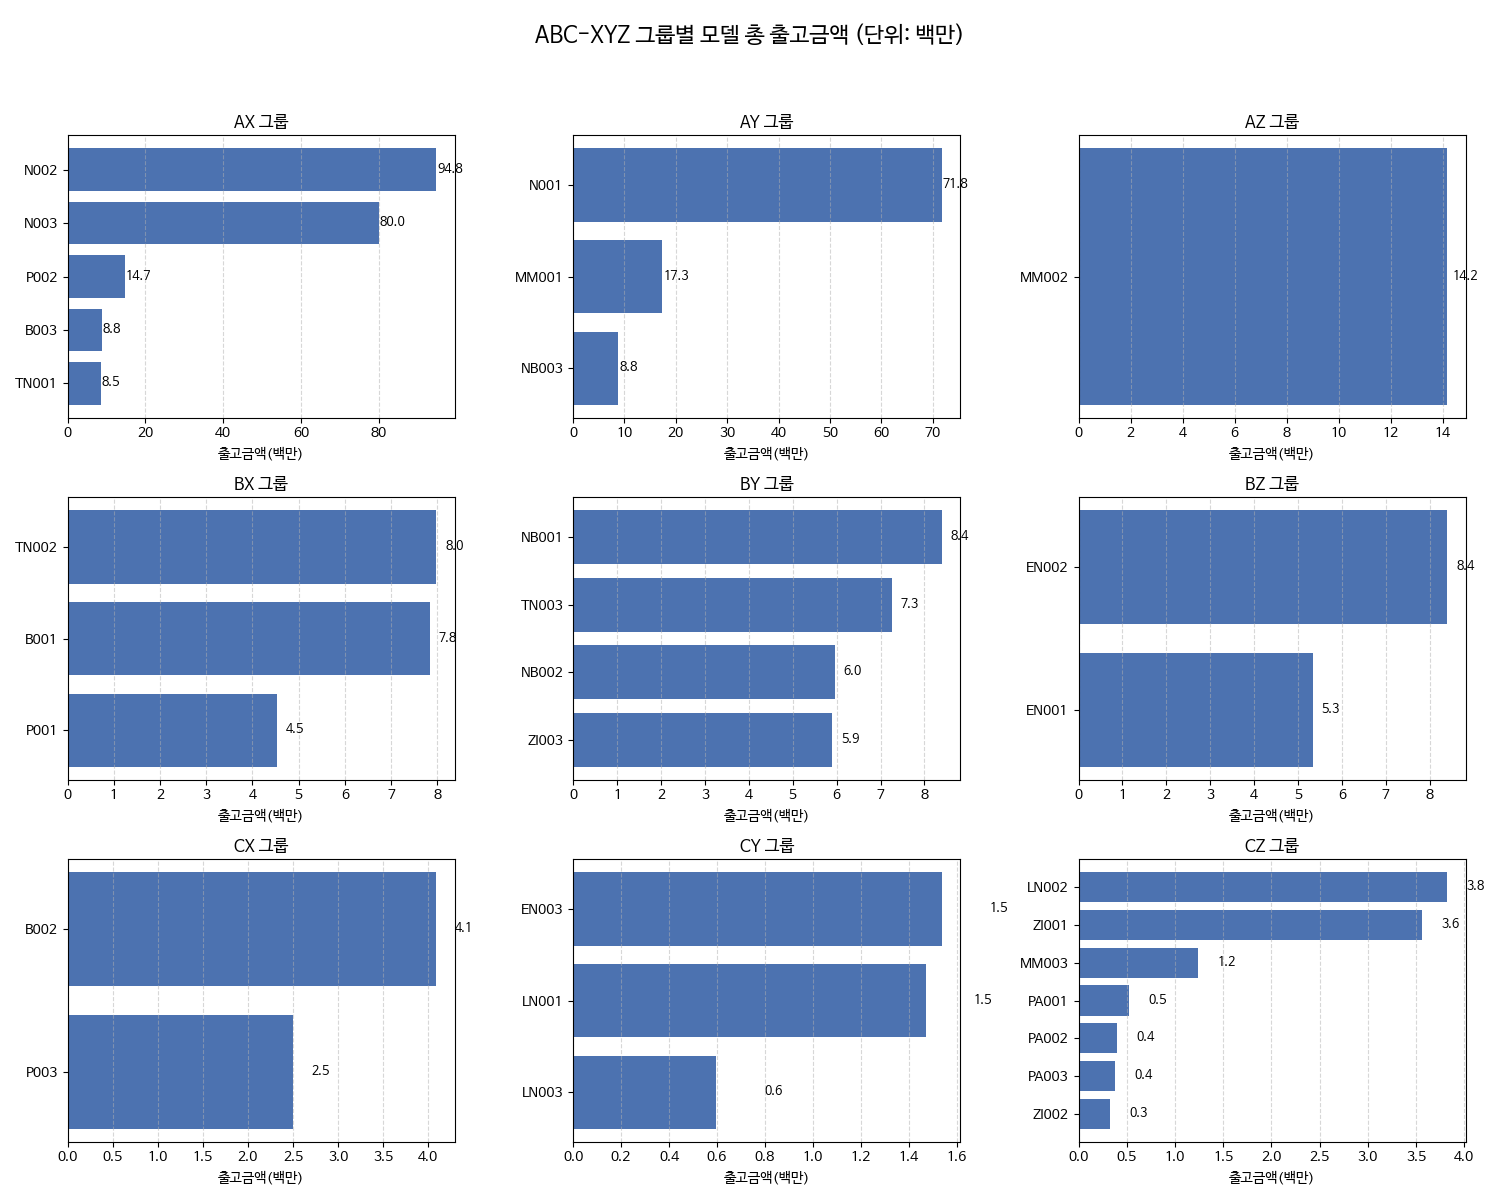 ABC-XYZ 그룹별 모델 총 출고금액 (단위: 백만)
AX 그룹
N002 94.8
N003 80.0
P002 14.7
B003 8.8
TN001 8.5
0 20 40 60 80
출고금액(백만)
AY 그룹
N001 71.8
MM001 17.3
NB003 8.8
0 10 20 30 40 50 60 70
출고금액(백만)
AZ 그룹
MM002 14.2
0 2 4 6 8 10 12 14
출고금액(백만)
BX 그룹
TN002 8.0
B001 7.8
P001 4.5
0 1 2 3 4 5 6 7 8
출고금액(백만)
BY 그룹
NB001 8.4
TN003 7.3
NB002 6.0
ZI003 5.9
0 1 2 3 4 5 6 7 8
출고금액(백만)
BZ 그룹
EN002 8.4
EN001 5.3
0 1 2 3 4 5 6 7 8
출고금액(백만)
CX 그룹
B002 4.1
P003 2.5
0.0 0.5 1.0 1.5 2.0 2.5 3.0 3.5 4.0
출고금액(백만)
CY 그룹
EN003 1.5
LN001 1.5
LN003 0.6
0.0 0.2 0.4 0.6 0.8 1.0 1.2 1.4 1.6
출고금액(백만)
CZ 그룹
LN002 3.8
ZI001 3.6
MM003 1.2
PA001 0.5
PA002 0.4
PA003 0.4
ZI002 0.3
0.0 0.5 1.0 1.5 2.0 2.5 3.0 3.5 4.0
출고금액(백만)